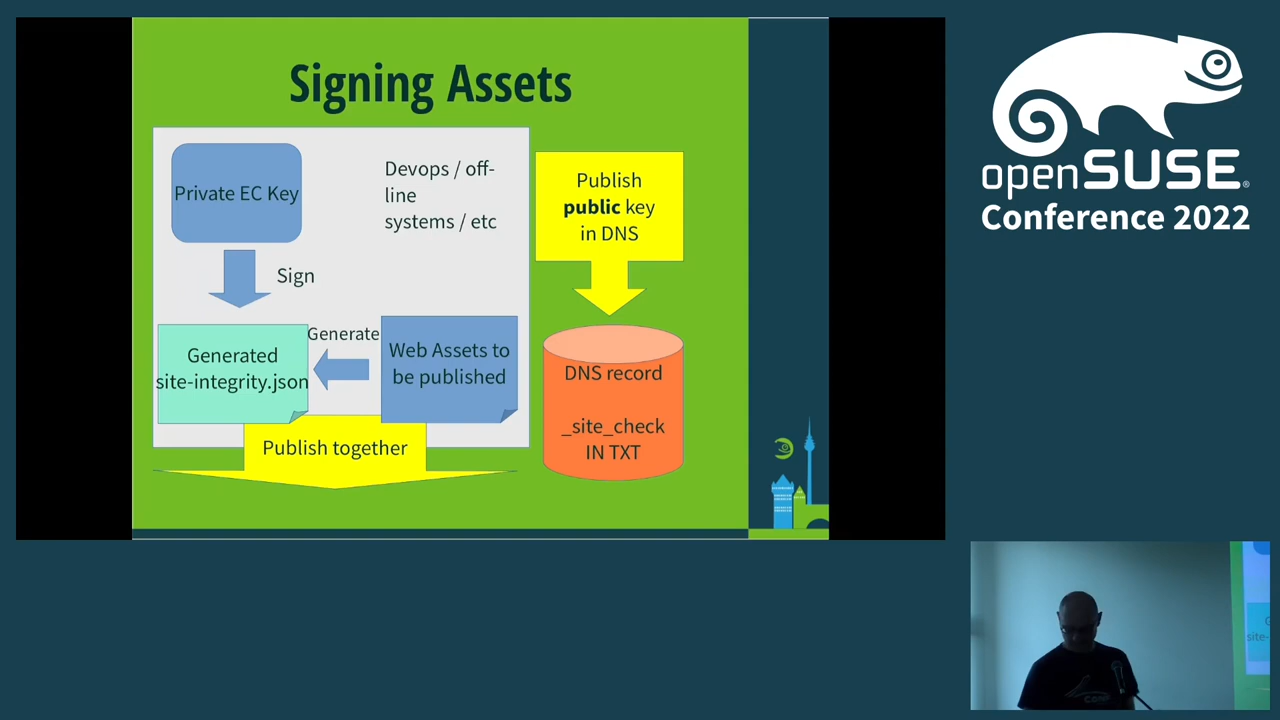 Signing Assets
Private EC Key
Devops / off-
line
systems / etc
Sign
Generate
Generated
site-integrity.json
Web Assets to
be published
Publish together
Publish
public key
in DNS
DNS record
_site_check
IN TXT
openSUSE®
Conference 2022